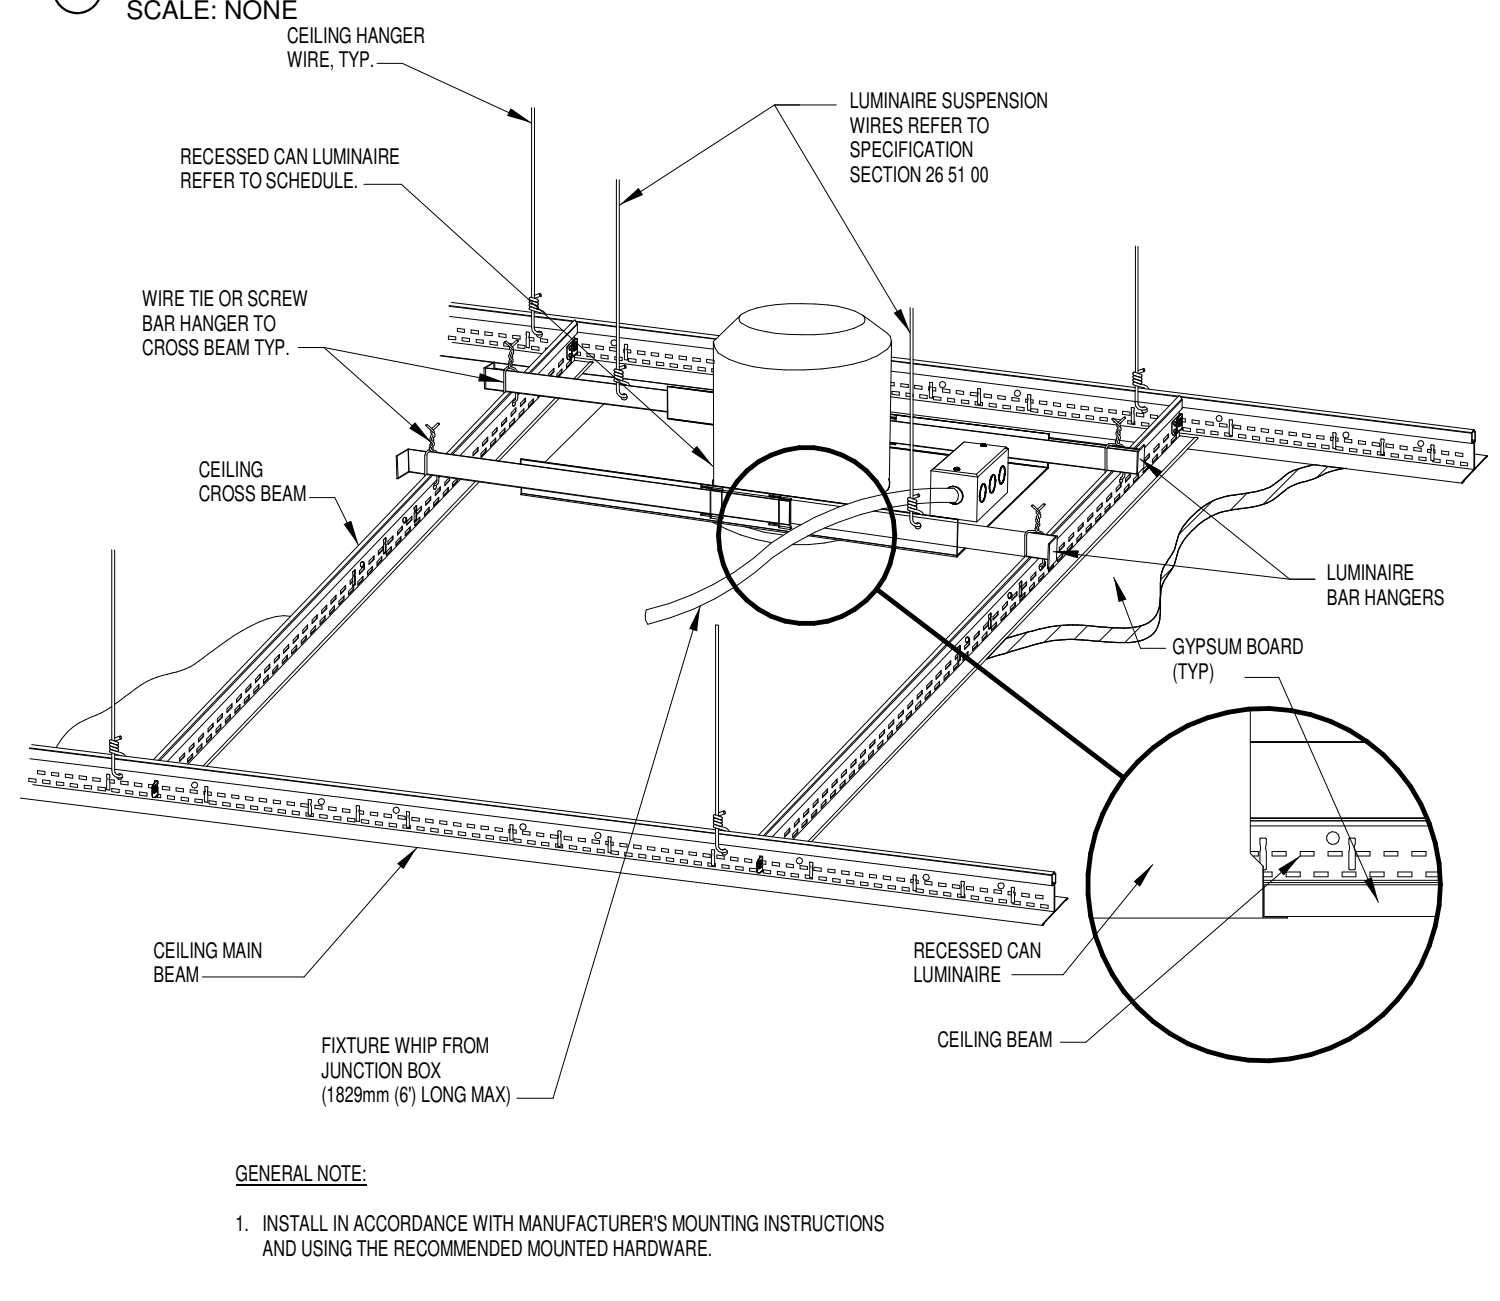 SCALE: NONE
CEILING HANGER
WIRE, TYP.
LUMINAIRE SUSPENSION
WIRES REFER TO
SPECIFICATION
SECTION 26 51 00
RECESSED CAN LUMINAIRE
REFER TO SCHEDULE.
WIRE TIE OR SCREW
BAR HANGER TO
CROSS BEAM TYP.
CEILING
CROSS BEAM
LUMINAIRE
BAR HANGERS
GYPSUM BOARD
(TYP)
CEILING MAIN
BEAM
RECESSED CAN
LUMINAIRE
CEILING BEAM
FIXTURE WHIP FROM
JUNCTION BOX
(1829mm (6') LONG MAX)
GENERAL NOTE:
1. INSTALL IN ACCORDANCE WITH MANUFACTURER'S MOUNTING INSTRUCTIONS
AND USING THE RECOMMENDED MOUNTED HARDWARE.